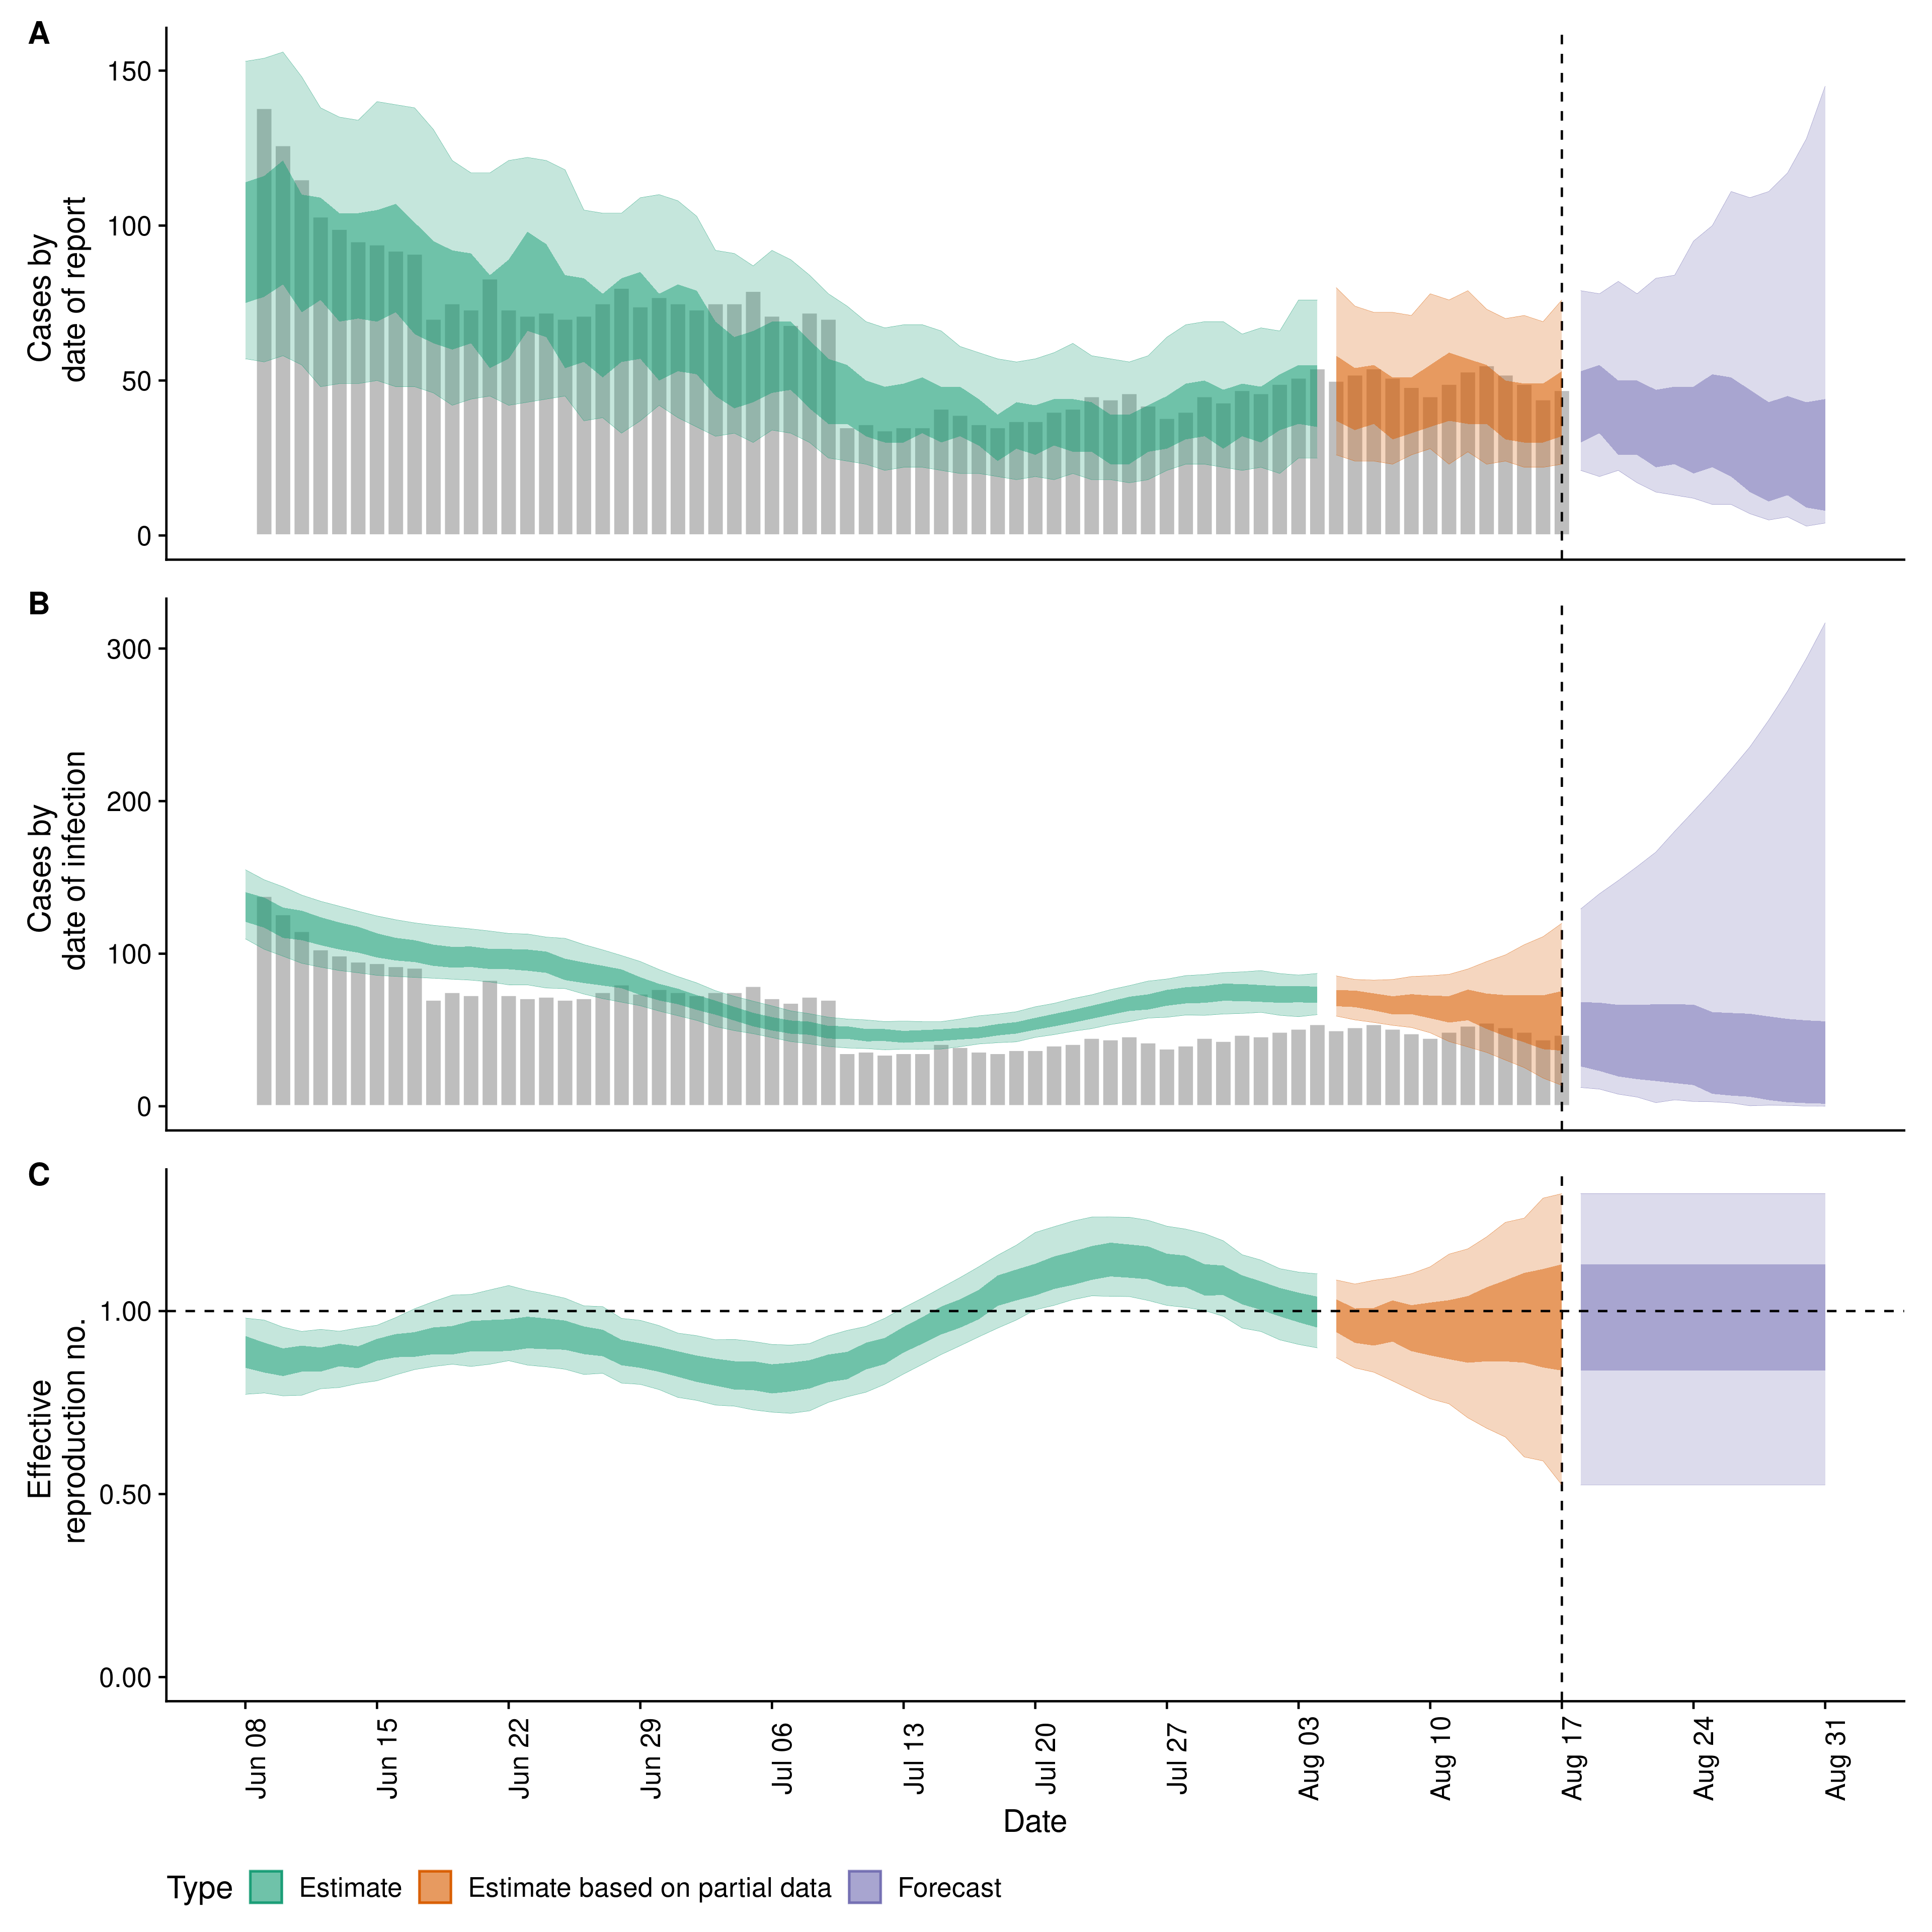 A
150
100
50
0
Cases by
date of report
B
300
200
100
0
Cases by
date of infection
C
1.00
0.50
0.00
Effective
reproduction no.
Jun 08
Jun 15
Jun 22
Jun 29
Jul 06
Jul 13
Jul 20
Jul 27
Aug 03
Aug 10
Aug 17
Aug 24
Aug 31
Date
Type Estimate Estimate based on partial data Forecast